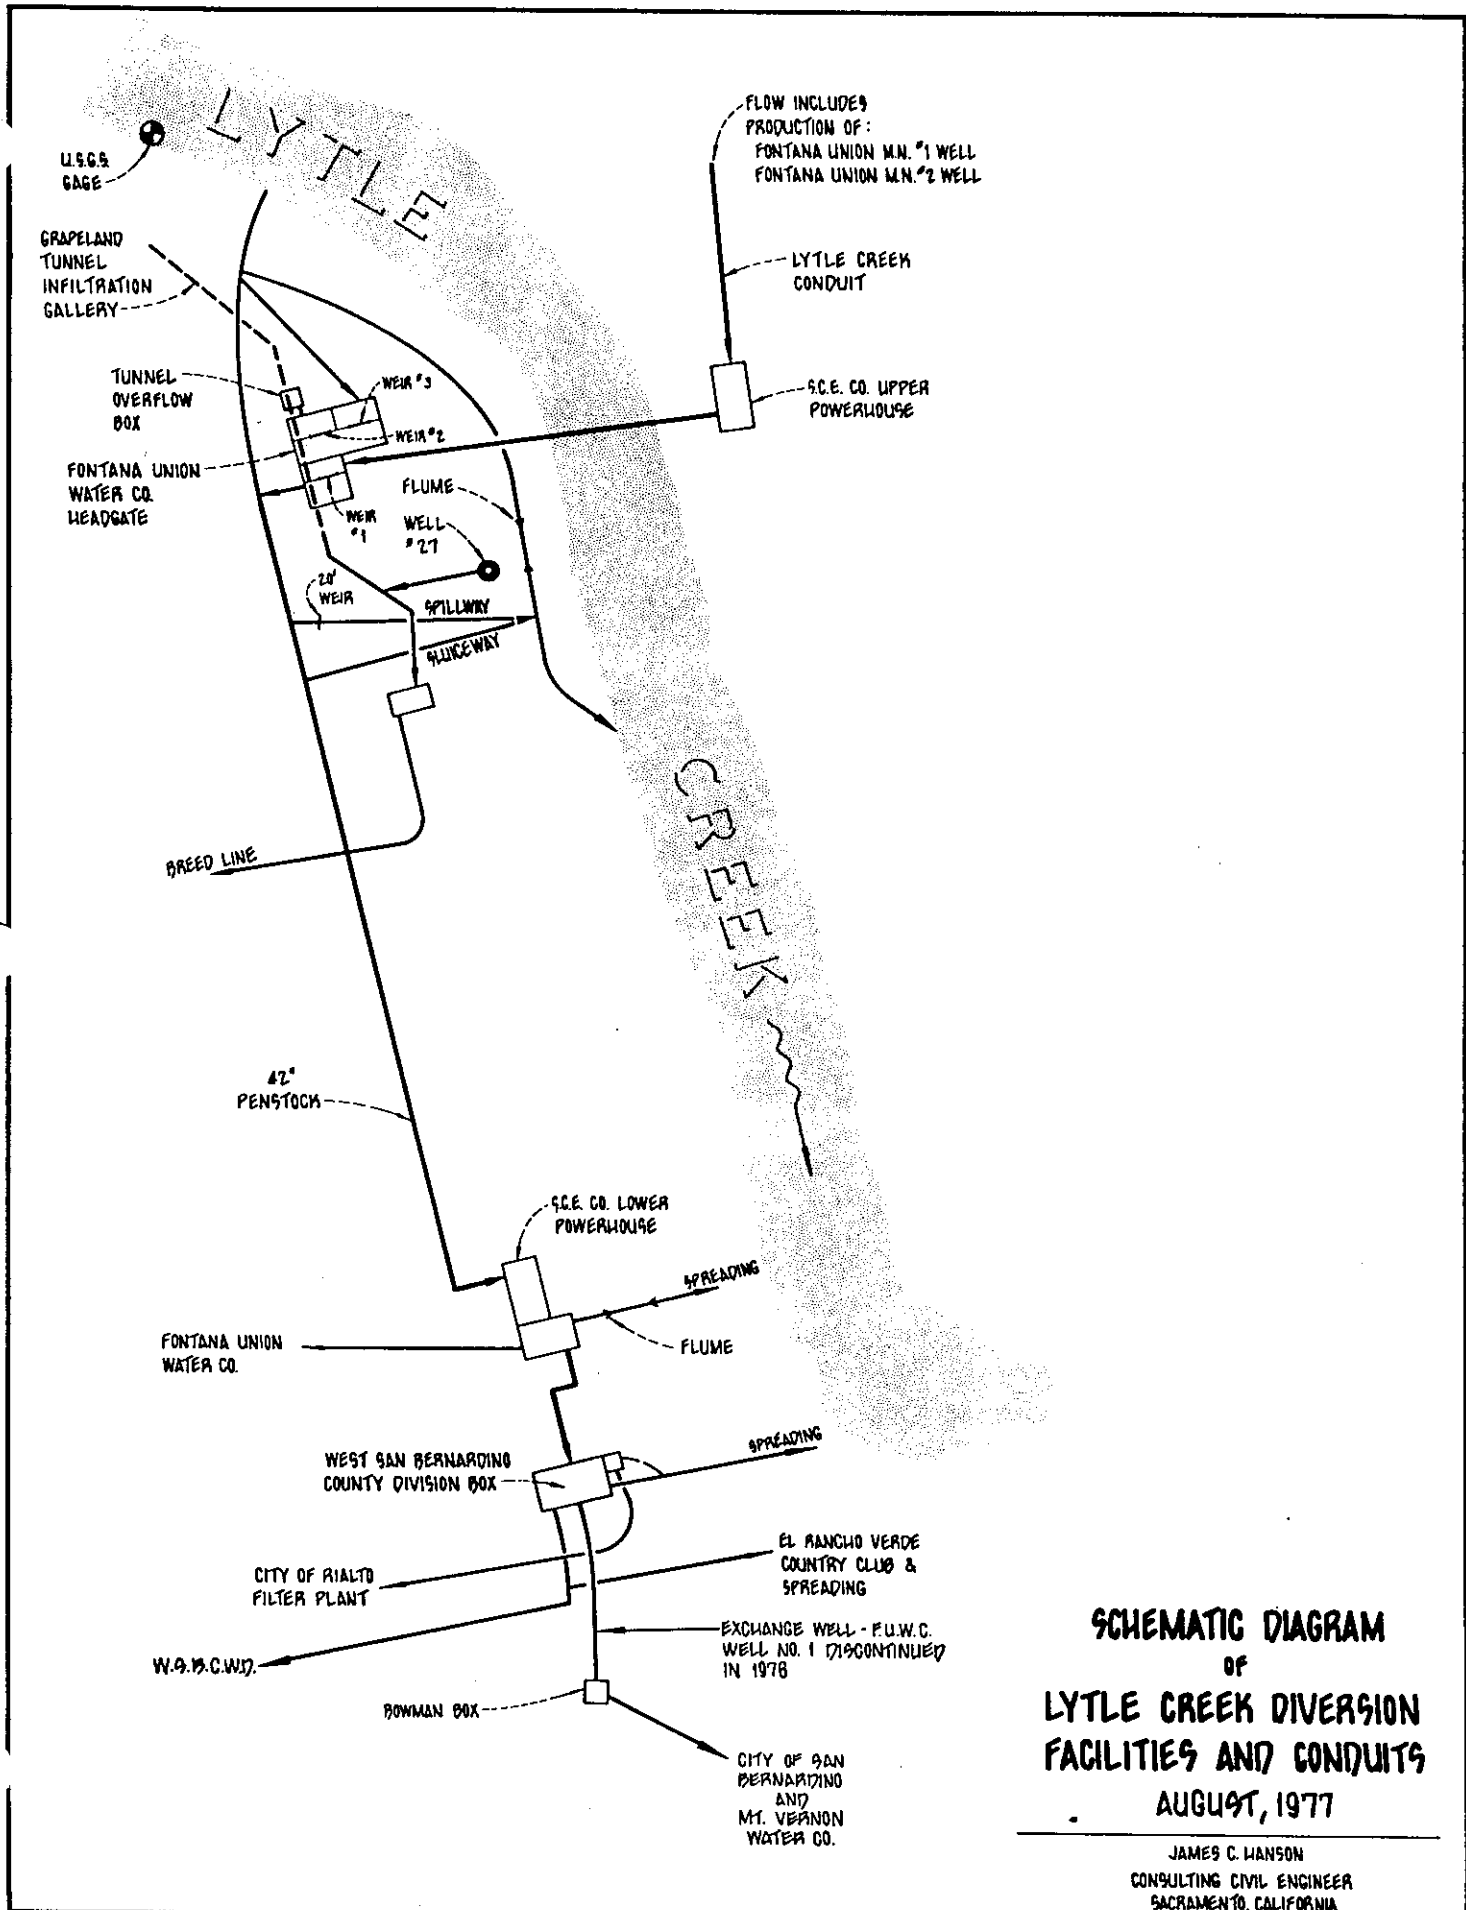 LYTLE
U.S.G.S
GAGE
FLOW INCLUDES
PRODUCTION OF:
FONTANA UNION M.N. #1 WELL
FONTANA UNION M.N. #2 WELL
GRAPELAND
TUNNEL
INFILTRATION
GALLERY
LYTLE CREEK
CONDUIT
TUNNEL
OVERFLOW
BOX
WEIR #3
S.C.E. CO. UPPER
POWERHOUSE
WEIR #2
FONTANA UNION
WATER CO.
HEADGATE
FLUME
WEIR
#1
WELL
#27
20'
WEIR
SPILLWAY
SLUICEWAY
CREEK
BREED LINE
42"
PENSTOCK
S.C.E. CO. LOWER
POWERHOUSE
SPREADING
FONTANA UNION
WATER CO.
FLUME
WEST SAN BERNARDINO
COUNTY DIVISION BOX
SPREADING
EL RANCHO VERDE
COUNTRY CLUB &
SPREADING
CITY OF RIALTO
FILTER PLANT
EXCHANGE WELL - F.U.W.C.
WELL NO. 1 DISCONTINUED
IN 1976
W.S.B.C.W.D.
BOWMAN BOX
CITY OF SAN
BERNARDINO
AND
MT. VERNON
WATER CO.
SCHEMATIC DIAGRAM
OF
LYTLE CREEK DIVERSION
FACILITIES AND CONDUITS
AUGUST, 1977
JAMES C. HANSON
CONSULTING CIVIL ENGINEER
SACRAMENTO, CALIFORNIA